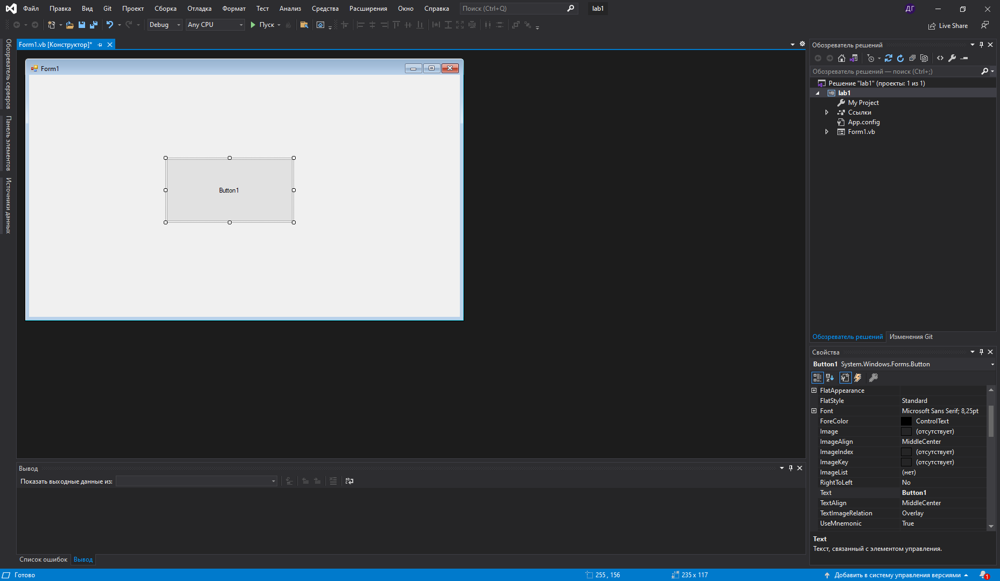 Файл Правка Вид Git Проект Сборка Отладка Формат Тест Анализ Средства Расширения Окно Справка Поиск (Ctrl+Q) lab1 ДГ
Debug Any CPU Пуск Live Share
Обозреватель серверов
Панель элементов
Источники данных
Form1.vb [Конструктор]*
Form1
Button1
Вывод
Показать выходные данные из:
Список ошибок Вывод
Обозреватель решений
Обозреватель решений — поиск (Ctrl+;)
Решение "lab1" (проекты: 1 из 1)
VB lab1
My Project
Ссылки
App.config
Form1.vb
Обозреватель решений Изменения Git
Свойства
Button1 System.Windows.Forms.Button
FlatAppearance
FlatStyle Standard
Font Microsoft Sans Serif; 8,25pt
ForeColor ControlText
Image (отсутствует)
ImageAlign MiddleCenter
ImageIndex (отсутствует)
ImageKey (отсутствует)
ImageList (нет)
RightToLeft No
Text Button1
TextAlign MiddleCenter
TextImageRelation Overlay
UseMnemonic True
Text
Текст, связанный с элементом управления.
Готово 255 , 156 235 x 117 Добавить в систему управления версиями 1